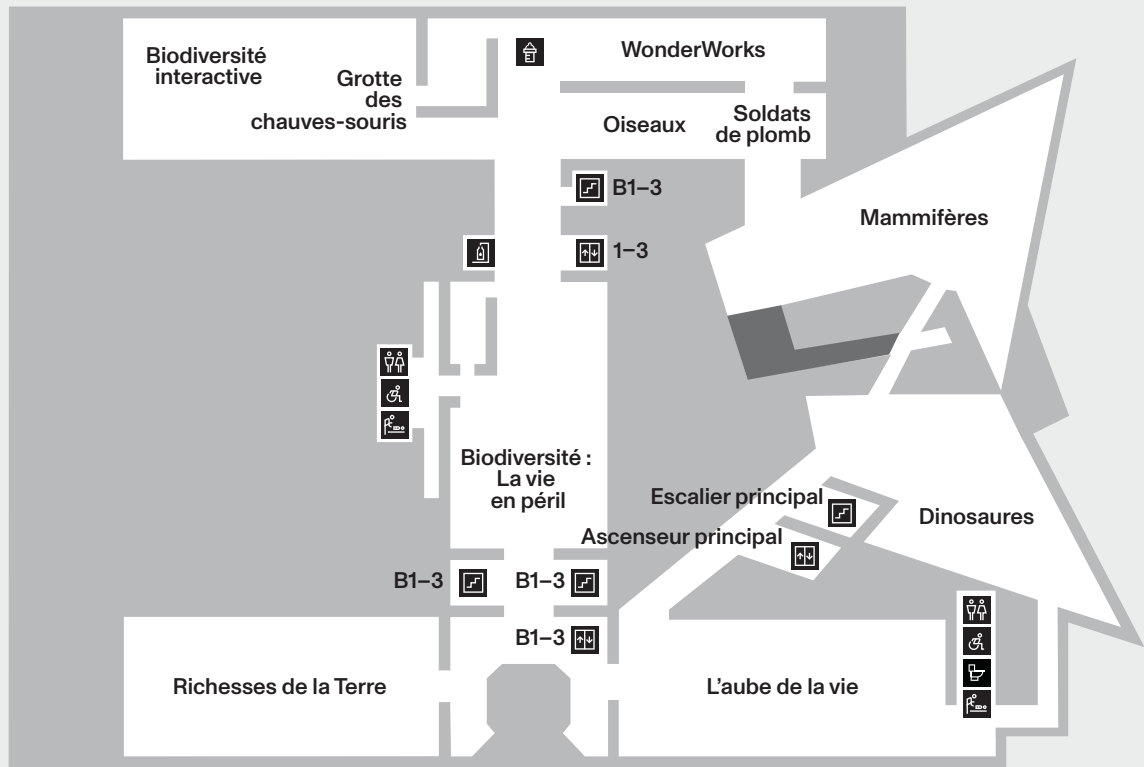 Biodiversité
interactive
Grotte
des
chauves-souris
WonderWorks
Oiseaux
Soldats
de plomb
B1–3
Mammifères
1–3
Biodiversité :
La vie
en péril
Escalier principal
Dinosaures
Ascenseur principal
B1–3
B1–3
B1–3
Richesses de la Terre
L'aube de la vie